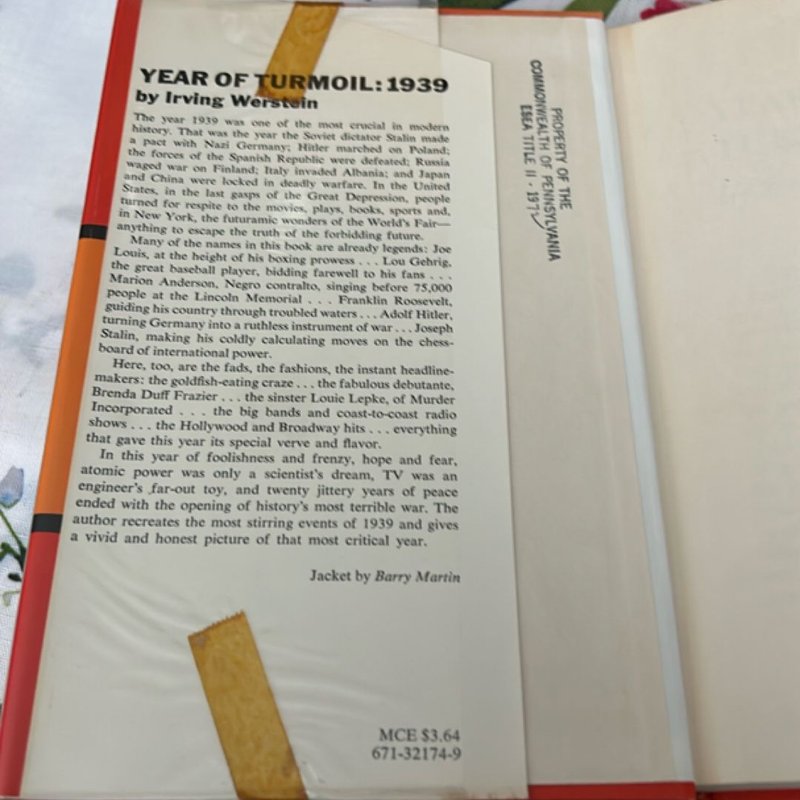 YEAR OF TURMOIL: 1939
by Irving Werstein
The year 1939 was one of the most crucial in modern
history. That was the year the Soviet dictator Stalin made
a pact with Nazi Germany; Hitler marched on Poland;
the forces of the Spanish Republic were defeated; Russia
waged war on Finland; Italy invaded Albania; and Japan
and China were locked in deadly warfare. In the United
States, in the last gasps of the Great Depression, people
turned for respite to the movies, plays, books, sports and,
in New York, the futuramic wonders of the World's Fair—
anything to escape the truth of the forbidding future.
Many of the names in this book are already legends: Joe
Louis, at the height of his boxing prowess . . . Lou Gehrig,
the great baseball player, bidding farewell to his fans . . .
Marion Anderson, Negro contralto, singing before 75,000
people at the Lincoln Memorial . . . Franklin Roosevelt,
guiding his country through troubled waters . . . Adolf Hitler,
turning Germany into a ruthless instrument of war . . . Joseph
Stalin, making his coldly calculating moves on the chess-
board of international power.
Here, too, are the fads, the fashions, the instant headline-
makers: the goldfish-eating craze . . . the fabulous debutante,
Brenda Duff Frazier . . . the sinster Louie Lepke, of Murder
Incorporated . . . the big bands and coast-to-coast radio
shows . . . the Hollywood and Broadway hits . . . everything
that gave this year its special verve and flavor.
In this year of foolishness and frenzy, hope and fear,
atomic power was only a scientist's dream, TV was an
engineer's far-out toy, and twenty jittery years of peace
ended with the opening of history's most terrible war. The
author recreates the most stirring events of 1939 and gives
a vivid and honest picture of that most critical year.
Jacket by Barry Martin
MCE $3.64
671-32174-9
PROPERTY OF THE
COMMONWEALTH OF PENNSYLVANIA
ESEA TITLE II - 197